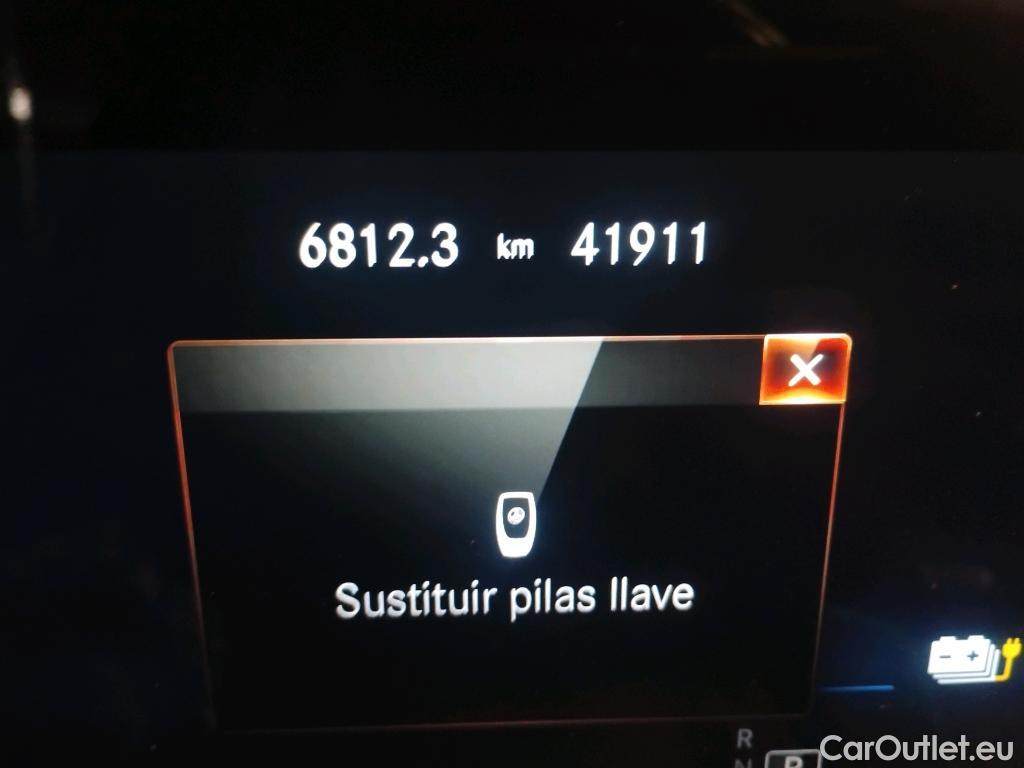 6812.3 km 41911
Sustituir pilas llave
R
N
P
CarOutlet.eu